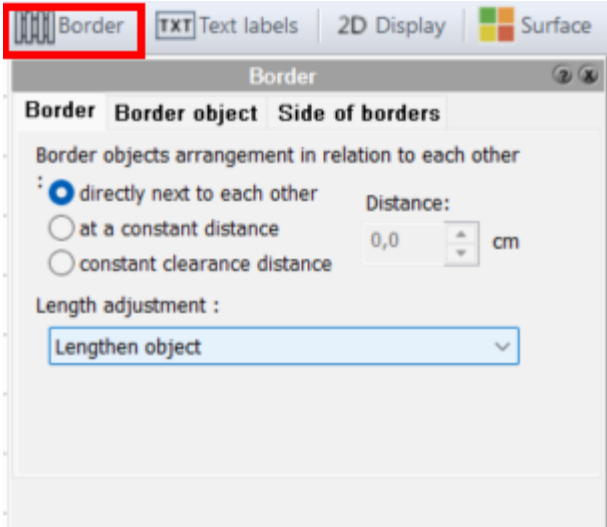 Border TXT Text labels 2D Display Surface
Border ? x
Border Border object Side of borders
Border objects arrangement in relation to each other
:
directly next to each other
Distance:
at a constant distance
0,0 cm
constant clearance distance
Length adjustment :
Lengthen object